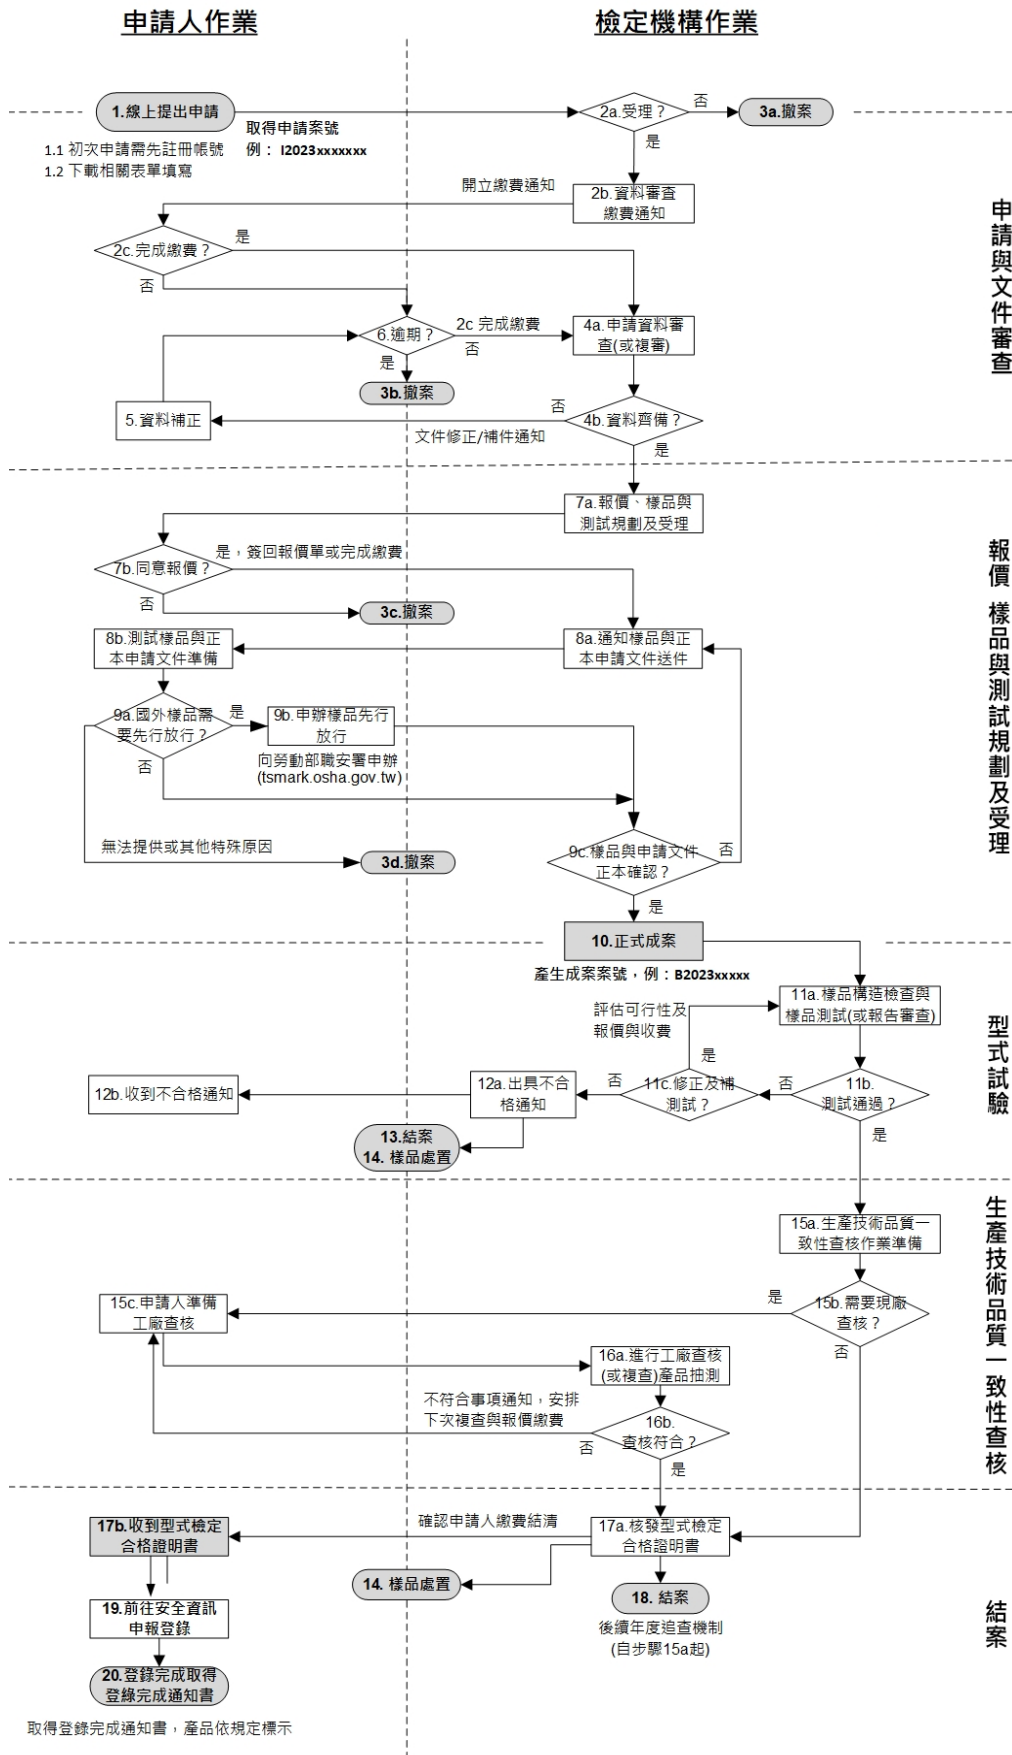 申請人作業
檢定機構作業
1.線上提出申請
取得申請案號
例： I2023xxxxxxx
1.1 初次申請需先註冊帳號
1.2 下載相關表單填寫
2a.受理？
否
3a.撤案
是
開立繳費通知
2b.資料審查
繳費通知
2c.完成繳費？
是
否
6.逾期？
2c 完成繳費
否
是
4a.申請資料審
查(或複審)
3b.撤案
5.資料補正
否
文件修正/補件通知
4b.資料齊備？
是
申請與文件審查
7a.報價、樣品與
測試規劃及受理
7b.同意報價？
是，簽回報價單或完成繳費
否
3c.撤案
8b.測試樣品與正
本申請文件準備
8a.通知樣品與正
本申請文件送件
9a.國外樣品需
要先行放行？
是
9b.申辦樣品先行
放行
向勞動部職安署申辦
(tsmark.osha.gov.tw)
否
無法提供或其他特殊原因
3d.撤案
9c.樣品與申請文件
正本確認？
否
是
報價 樣品與測試規劃及受理
10.正式成案
產生成案案號，例：B2023xxxxx
11a.樣品構造檢查與
樣品測試(或報告審查)
評估可行性及
報價與收費
是
11b.
測試通過？
否
是
11c.修正及補
測試？
否
12a.出具不合
格通知
12b.收到不合格通知
13.結案
14. 樣品處置
型式試驗
15a.生產技術品質一
致性查核作業準備
15b.需要現廠
查核？
是
否
15c.申請人準備
工廠查核
16a.進行工廠查核
(或複查)產品抽測
不符合事項通知，安排
下次複查與報價繳費
16b.
查核符合？
否
是
生產技術品質一致性查核
17a.核發型式檢定
合格證明書
確認申請人繳費結清
17b.收到型式檢定
合格證明書
14. 樣品處置
18. 結案
後續年度追查機制
(自步驟15a起)
19.前往安全資訊
申報登錄
20.登錄完成取得
登錄完成通知書
取得登錄完成通知書，產品依規定標示
結案